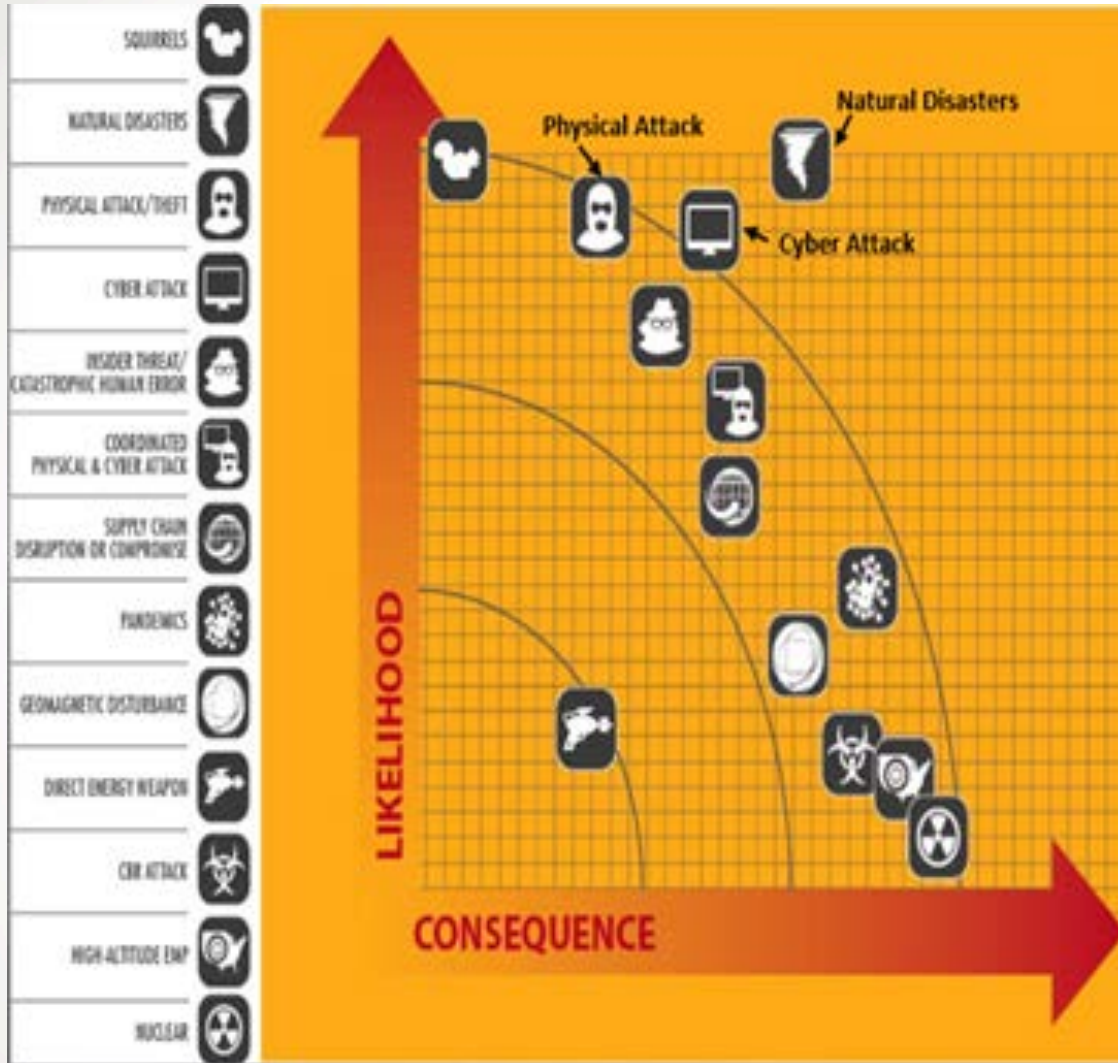 SQUIRRELS
NATURAL DISASTERS
PHYSICAL ATTACK/THEFT
CYBER ATTACK
INSIDER THREAT/
CATASTROPHIC HUMAN ERROR
COORDINATED
PHYSICAL & CYBER ATTACK
SUPPLY CHAIN
DISRUPTION OR COMPROMISE
PANDEMICS
GEOMAGNETIC DISTURBANCE
DIRECT ENERGY WEAPON
CBR ATTACK
HIGH-ALTITUDE EMP
NUCLEAR
Natural Disasters
Physical Attack
Cyber Attack
LIKELIHOOD
CONSEQUENCE